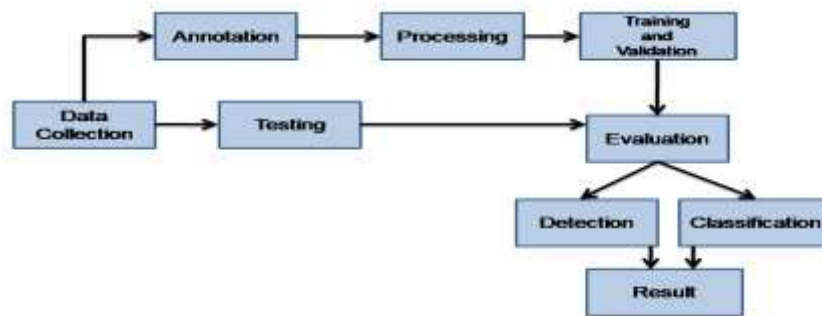 Annotation
Processing
Training
and
Validation
Data
Collection
Testing
Evaluation
Detection
Classification
Result